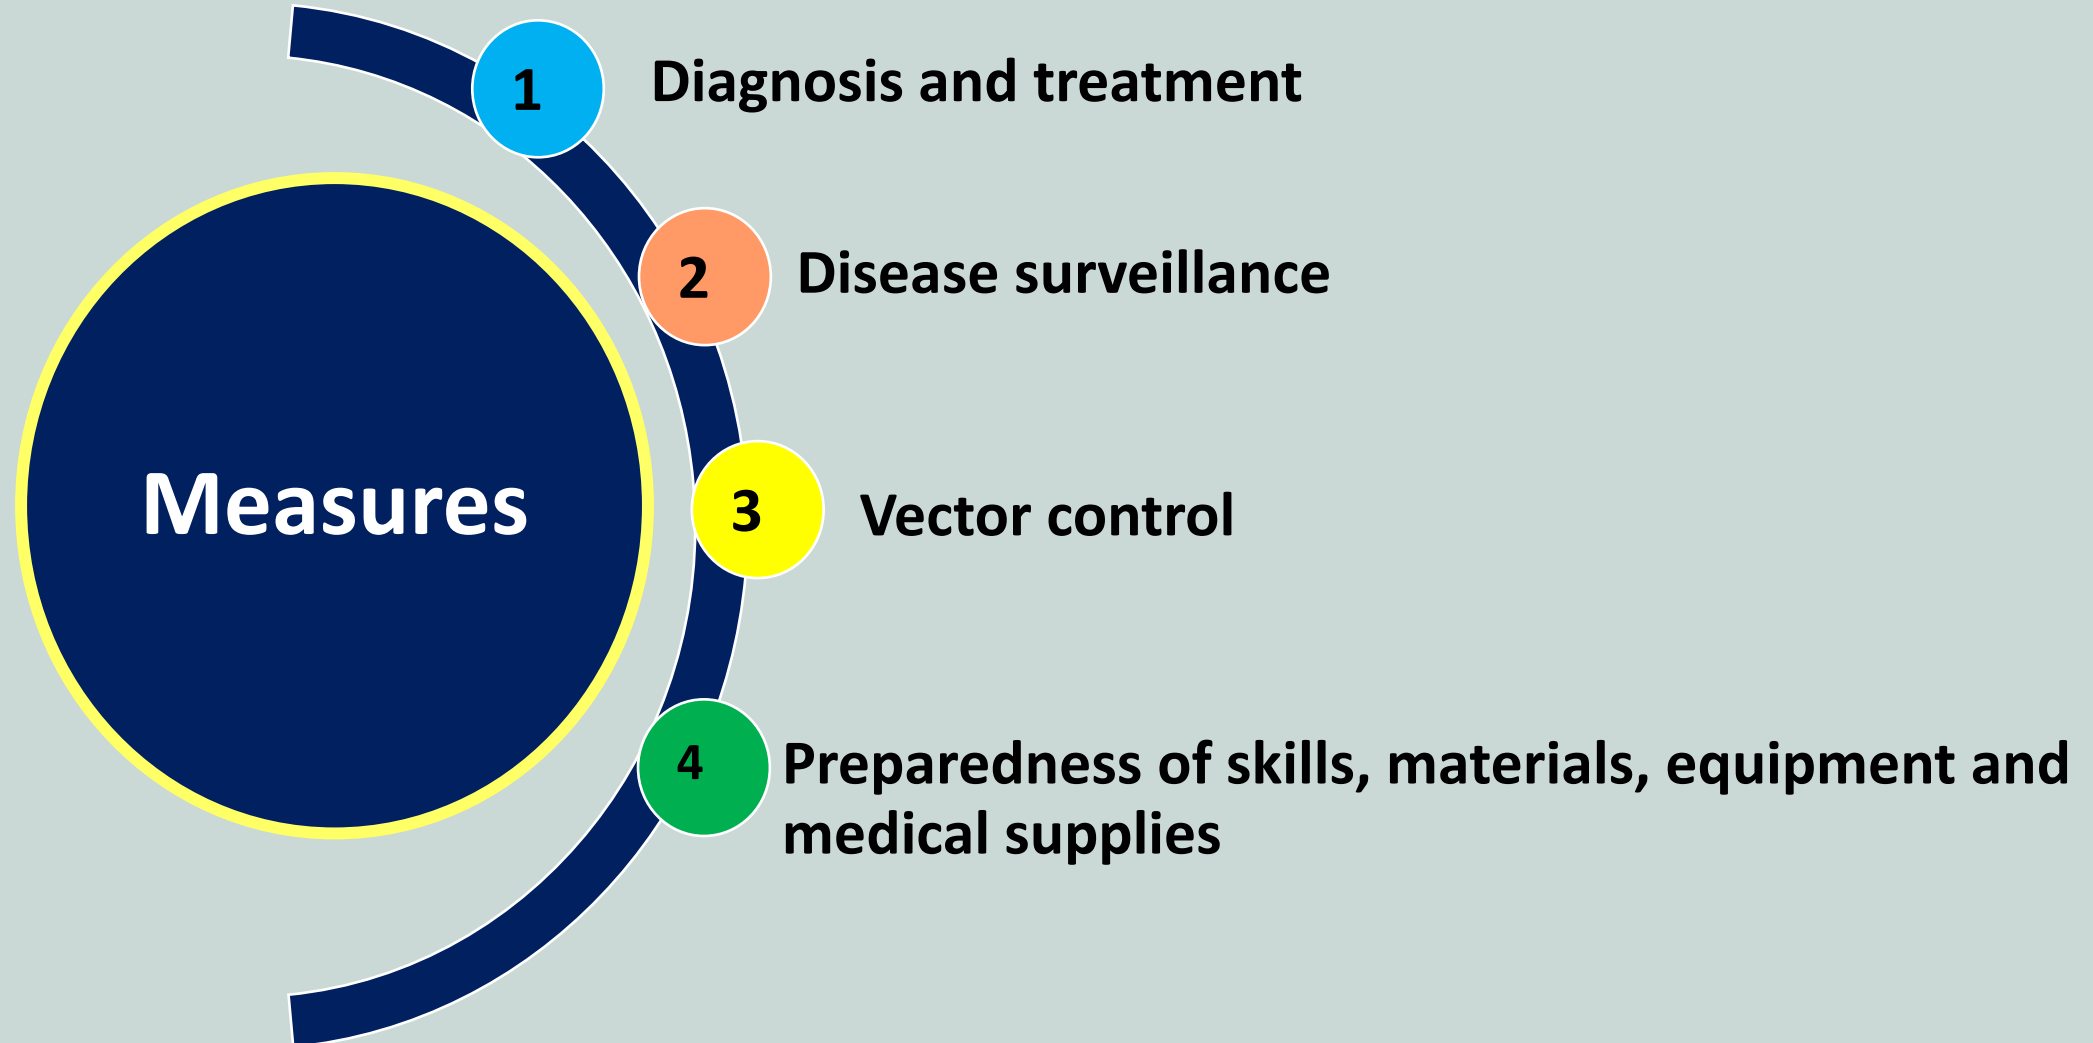 1
Diagnosis and treatment
2
Disease surveillance
Measures
3
Vector control
4
Preparedness of skills, materials, equipment and
medical supplies